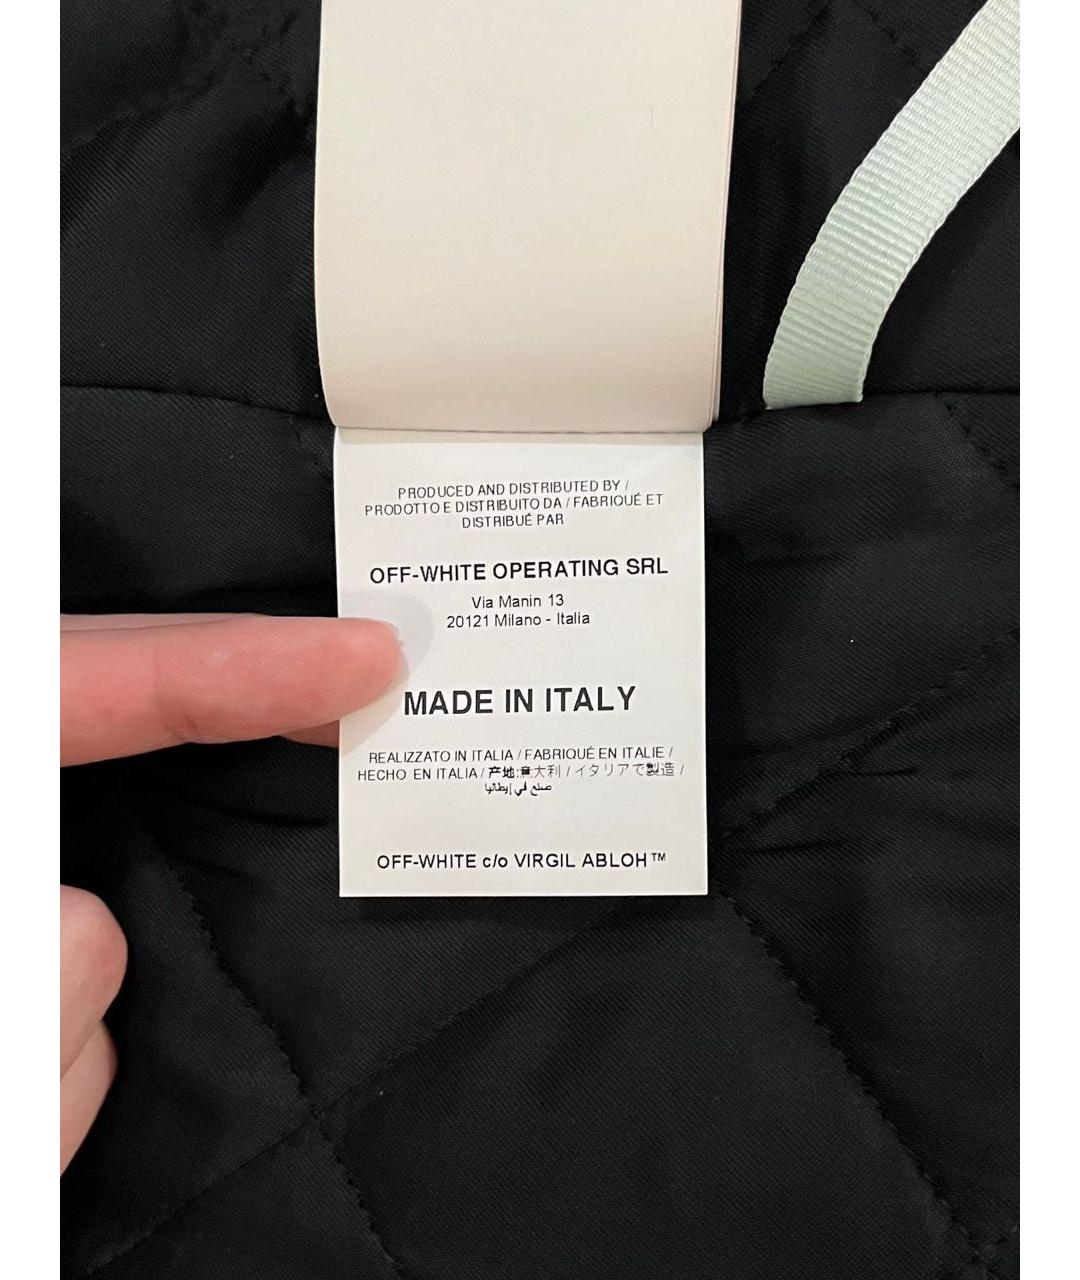 PRODUCED AND DISTRIBUTED BY /
PRODOTTO E DISTRIBUITO DA / FABRIQUÉ ET
DISTRIBUÉ PAR
OFF-WHITE OPERATING SRL
Via Manin 13
20121 Milano - Italia
MADE IN ITALY
REALIZZATO IN ITALIA / FABRIQUÉ EN ITALIE /
HECHO EN ITALIA / 产地:意大利 / イタリアで製造 /
صنع في إيطاليا
OFF-WHITE c/o VIRGIL ABLOH™